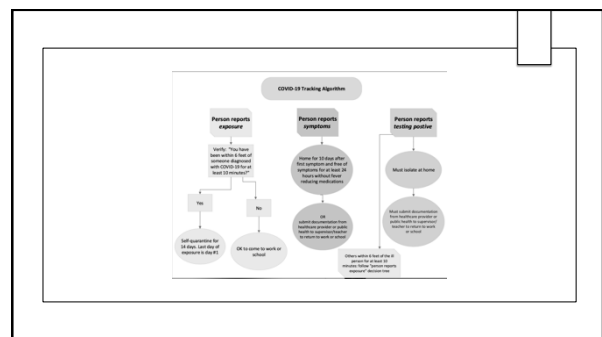 COVID-19 Tracking Algorithm
Person reports
exposure
Verify: "You have
been within 6 feet of
someone diagnosed
with COVID-19 for at
least 10 minutes?"
Yes
No
Self-quarantine for
14 days. Last day of
exposure is day #1
OK to come to work or
school
Person reports
symptoms
Home for 10 days after
first symptom and free of
symptoms for at least 24
hours without fever
reducing medications
OR
submit documentation from
healthcare provider or public
health to supervisor/teacher
to return to work or school
Person reports
testing postive
Must isolate at home
Must submit documentation
from healthcare provider or
public health to supervisor/
teacher to return to work
or school
Others within 6 feet of the ill
person for at least 10
minutes: follow "person reports
exposure" decision tree